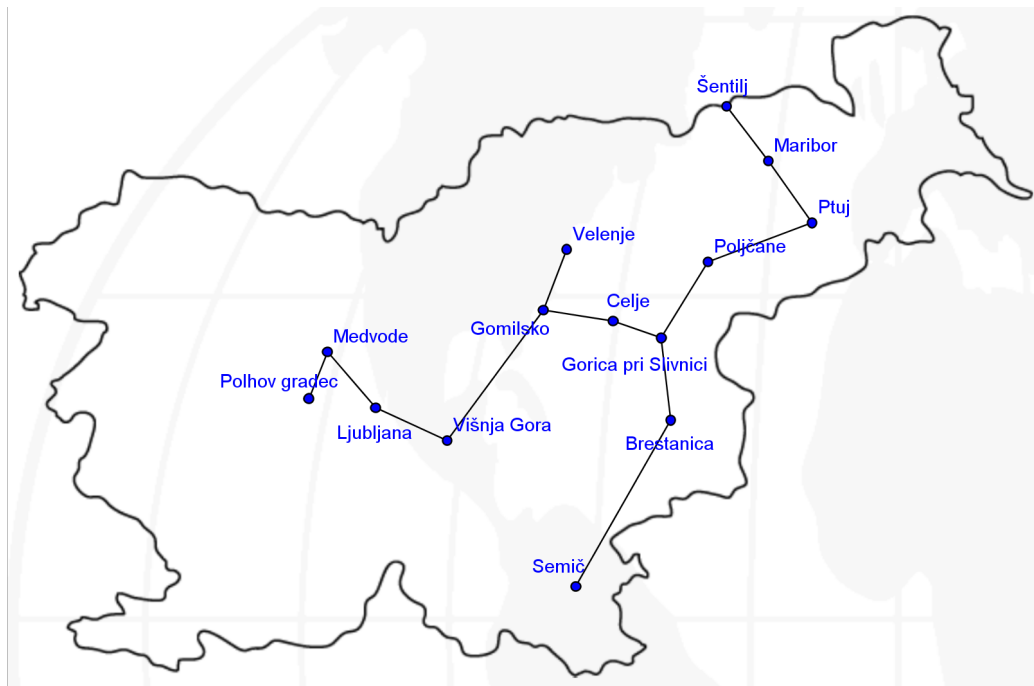 Šentilj
Maribor
Ptuj
Velenje
Poljčane
Celje
Gomilsko
Medvode
Gorica pri Slivnici
Polhov gradec
Višnja Gora
Ljubljana
Brestanica
Semič